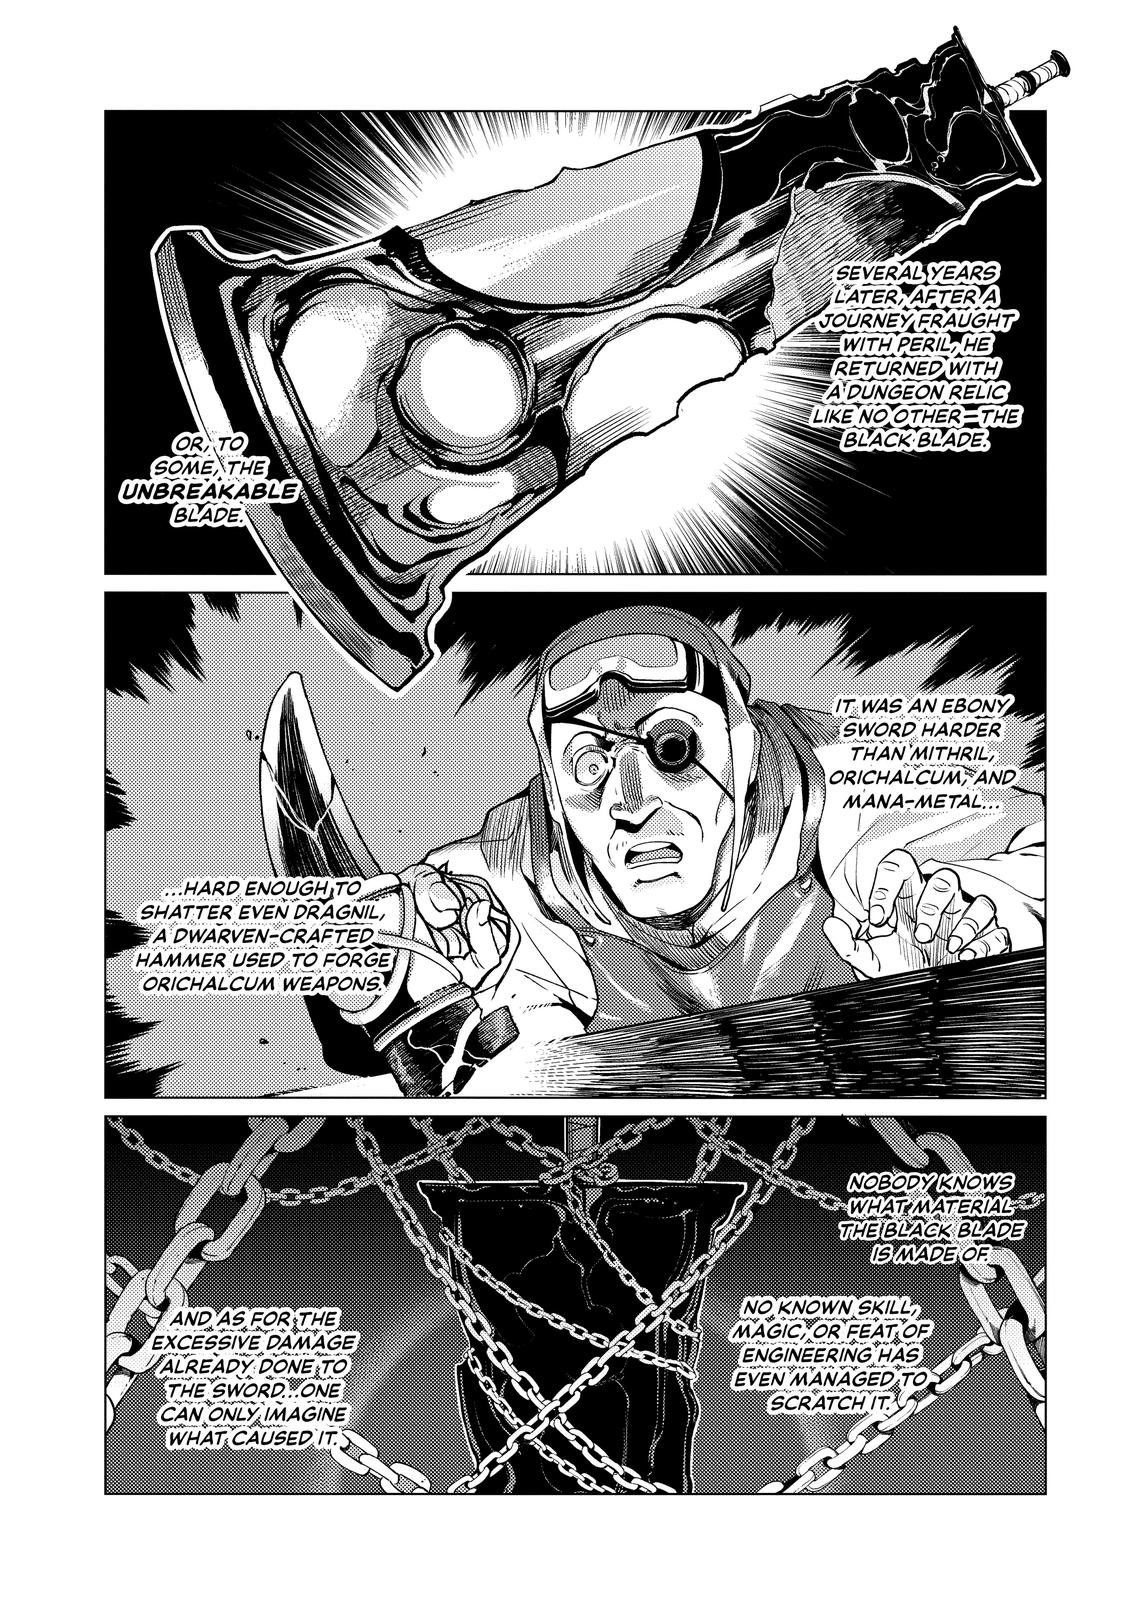 SEVERAL YEARS
LATER, AFTER A
JOURNEY FRAUGHT
WITH PERIL, HE
RETURNED WITH
A DUNGEON RELIC
LIKE NO OTHER—THE
BLACK BLADE.
OR, TO
SOME, THE
UNBREAKABLE
BLADE.
IT WAS AN EBONY
SWORD HARDER
THAN MITHRIL,
ORICHALCUM, AND
MANA-METAL...
...HARD ENOUGH TO
SHATTER EVEN DRAGNIL,
A DWARVEN-CRAFTED
HAMMER USED TO FORGE
ORICHALCUM WEAPONS.
NOBODY KNOWS
WHAT MATERIAL
THE BLACK BLADE
IS MADE OF.
NO KNOWN SKILL,
MAGIC, OR FEAT OF
ENGINEERING HAS
EVEN MANAGED TO
SCRATCH IT.
AND AS FOR THE
EXCESSIVE DAMAGE
ALREADY DONE TO
THE SWORD...ONE
CAN ONLY IMAGINE
WHAT CAUSED IT.